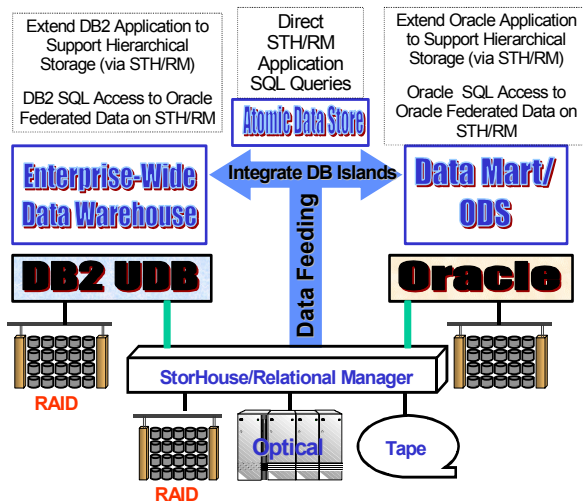 Extend DB2 Application to
Support Hierarchical
Storage (via STH/RM)
DB2 SQL Access to Oracle
Federated Data on STH/RM
Direct
STH/RM
Application
SQL Queries
Extend Oracle Application
to Support Hierarchical
Storage (via STH/RM)
Oracle SQL Access to
Oracle Federated Data on
STH/RM
Atomic Data Store
Enterprise-Wide
Data Warehouse
Integrate DB Islands
Data Mart/
ODS
DB2 UDB
Data Feeding
Oracle
StorHouse/Relational Manager
RAID
RAID
Optical
Tape
RAID